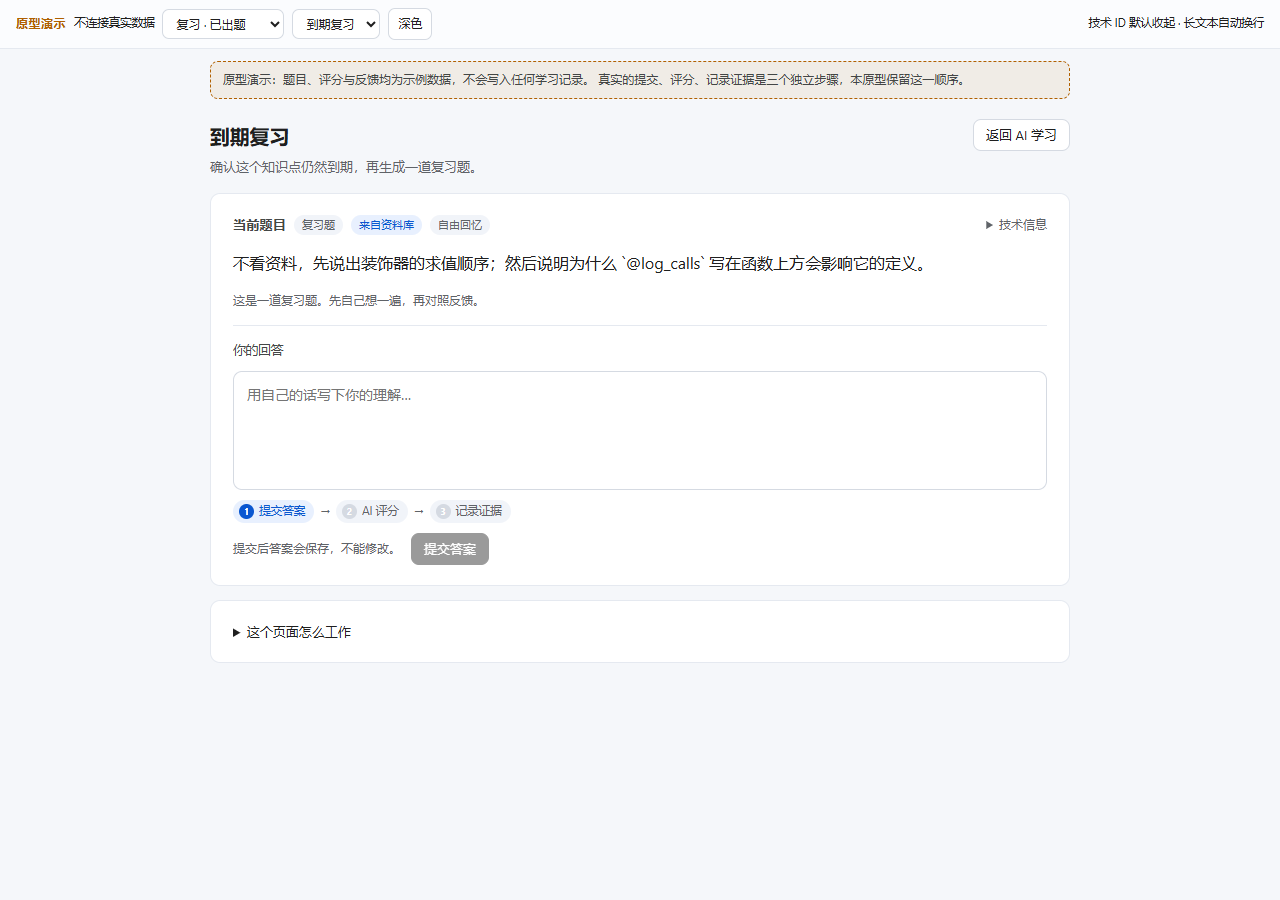 原型演示 不连接真实数据 复习 · 已出题 到期复习 深色 技术 ID 默认收起 · 长文本自动换行
原型演示：题目、评分与反馈均为示例数据，不会写入任何学习记录。 真实的提交、评分、记录证据是三个独立步骤，本原型保留这一顺序。
到期复习 返回 AI 学习
确认这个知识点仍然到期，再生成一道复习题。
当前题目 复习题 来自资料库 自由回忆 技术信息
不看资料，先说出装饰器的求值顺序；然后说明为什么 `@log_calls` 写在函数上方会影响它的定义。
这是一道复习题。先自己想一遍，再对照反馈。
你的回答
用自己的话写下你的理解...
1 提交答案 → 2 AI 评分 → 3 记录证据
提交后答案会保存，不能修改。 提交答案
这个页面怎么工作